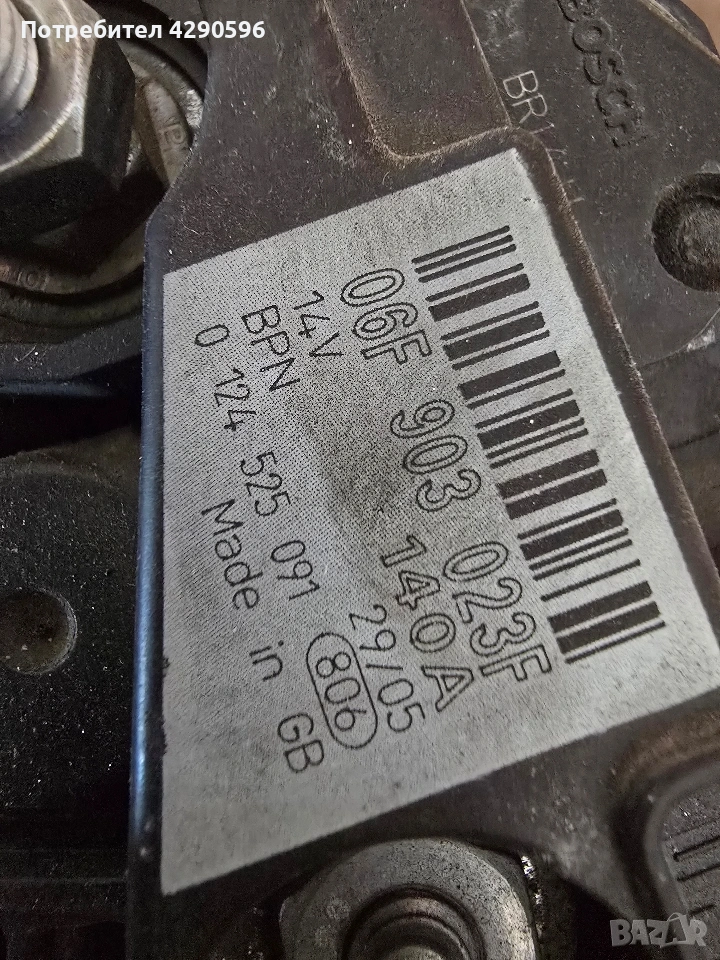 Потребител 4290596
BOSCH
06F 903 023F
14V 140A
BPN 29/05
0 124 525 091 806
Made in GB
BAZAR